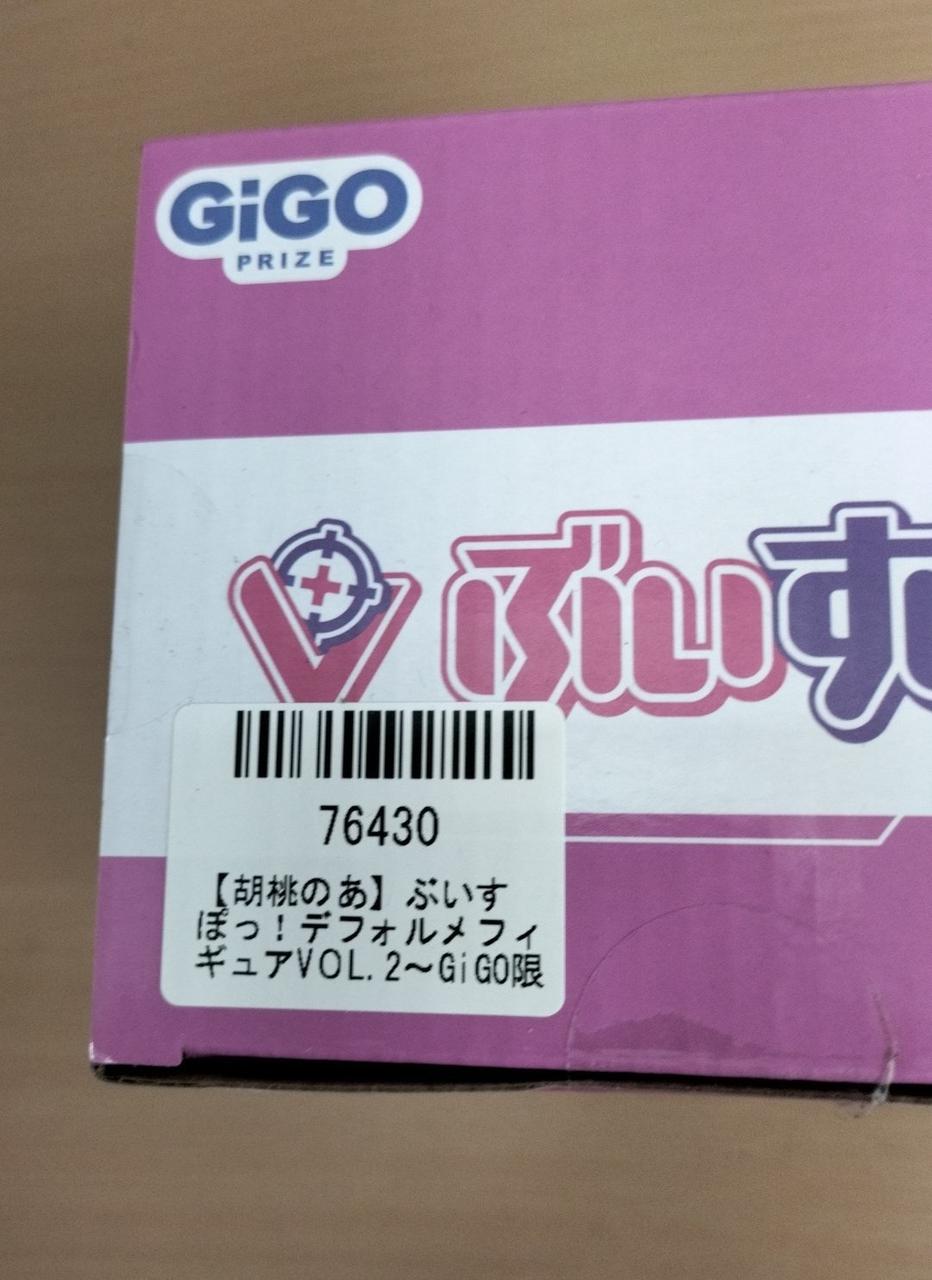 GiGO
PRIZE
ぶいす
76430
【胡桃のあ】ぶいす
ぽっ！デフォルメフィ
ギュアVOL.2～GiGO限